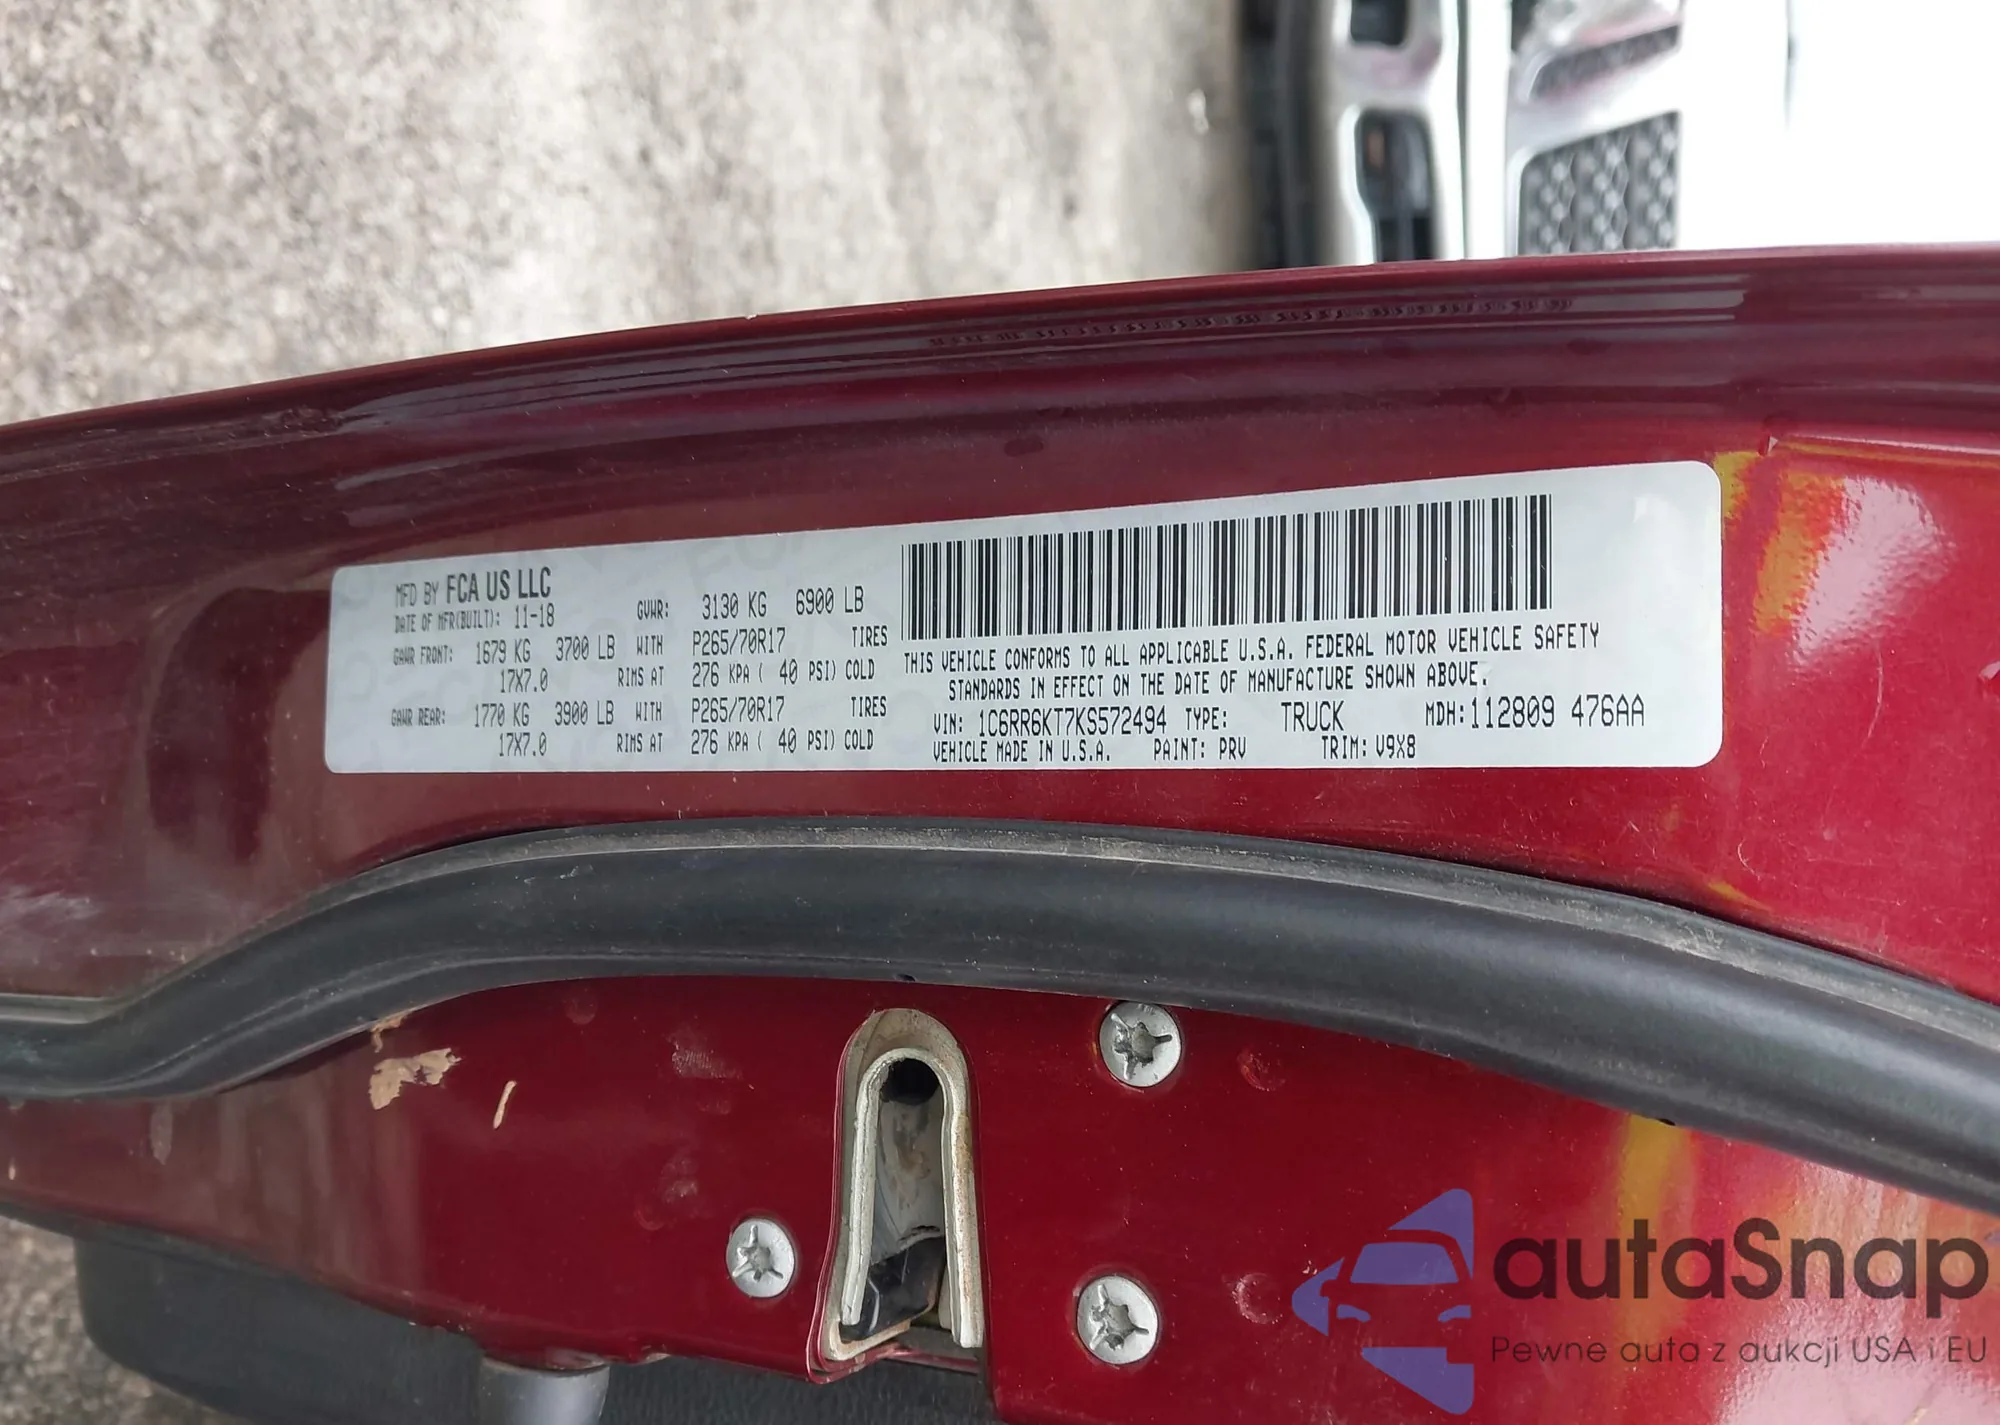 MFD BY FCA US LLC
DATE OF MFR(BUILT): 11-18 GVWR: 3130 KG 6900 LB
GAWR FRONT: 1679 KG 3700 LB WITH P265/70R17 TIRES
17X7.0 RIMS AT 276 KPA ( 40 PSI) COLD
GAWR REAR: 1770 KG 3900 LB WITH P265/70R17 TIRES
17X7.0 RIMS AT 276 KPA ( 40 PSI) COLD
THIS VEHICLE CONFORMS TO ALL APPLICABLE U.S.A. FEDERAL MOTOR VEHICLE SAFETY
STANDARDS IN EFFECT ON THE DATE OF MANUFACTURE SHOWN ABOVE.
VIN: 1C6RR6KT7KS572494 TYPE: TRUCK MDH:112809 476AA
VEHICLE MADE IN U.S.A. PAINT: PRV TRIM: V9X8
autaSnap
Pewne auta z aukcji USA i EU